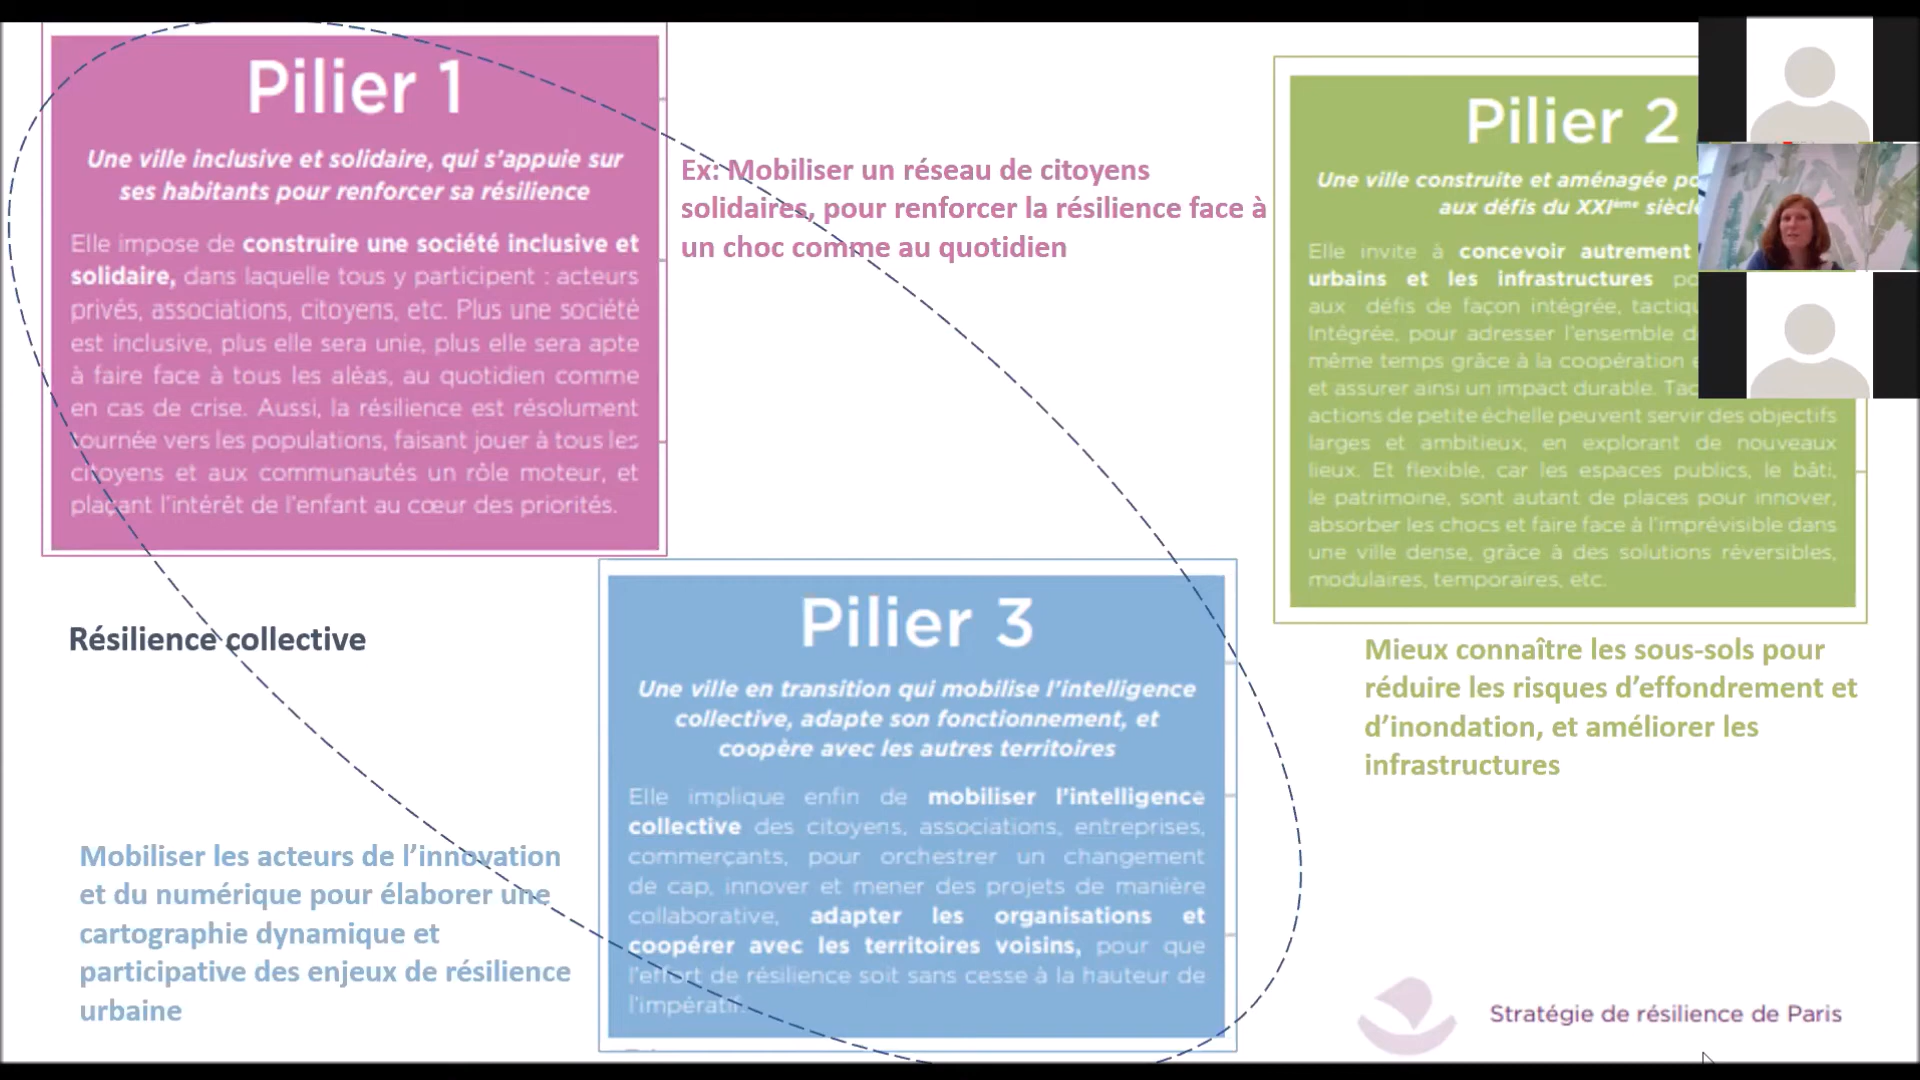 Pilier 1
Une ville inclusive et solidaire, qui s'appuie sur
ses habitants pour renforcer sa résilience
Elle impose de construire une société inclusive et
solidaire, dans laquelle tous y participent : acteurs
privés, associations, citoyens, etc. Plus une société
est inclusive, plus elle sera unie, plus elle sera apte
à faire face à tous les aléas, au quotidien comme
en cas de crise. Aussi, la résilience est résolument
tournée vers les populations, faisant jouer à tous les
citoyens et aux communautés un rôle moteur, et
plaçant l'intérêt de l'enfant au cœur des priorités.
Ex: Mobiliser un réseau de citoyens
solidaires, pour renforcer la résilience face à
un choc comme au quotidien
Pilier 2
Une ville construite et aménagée
aux défis du XXIème
Elle invite à concevoir autrement
urbains et les infrastructures
aux défis de façon intégrée,
Intégrée, pour adresser l'ensemble
même temps grâce à la coopération
et assurer ainsi un impact durable.
actions de petite échelle peuvent servir des objectifs
larges et ambitieux, en explorant de nouveaux
lieux. Et flexible, car les espaces publics, le bâti,
le patrimoine, sont autant de places pour innover,
absorber les chocs et faire face à l'imprévisible dans
une ville dense, grâce à des solutions réversibles,
modulaires, temporaires, etc.
Mieux connaître les sous-sols pour
réduire les risques d'effondrement et
d'inondation, et améliorer les
infrastructures
Résilience collective
Pilier 3
Une ville en transition qui mobilise l'intelligence
collective, adapte son fonctionnement, et
coopère avec les autres territoires
Elle implique enfin de mobiliser l'intelligence
collective des citoyens, associations, entreprises,
commerçants, pour orchestrer un changement
de cap, innover et mener des projets de manière
collaborative, adapter les organisations et
coopérer avec les territoires voisins, pour que
l'effort de résilience soit sans cesse à la hauteur de
l'impératif.
Mobiliser les acteurs de l'innovation
et du numérique pour élaborer une
cartographie dynamique et
participative des enjeux de résilience
urbaine
Stratégie de résilience de Paris